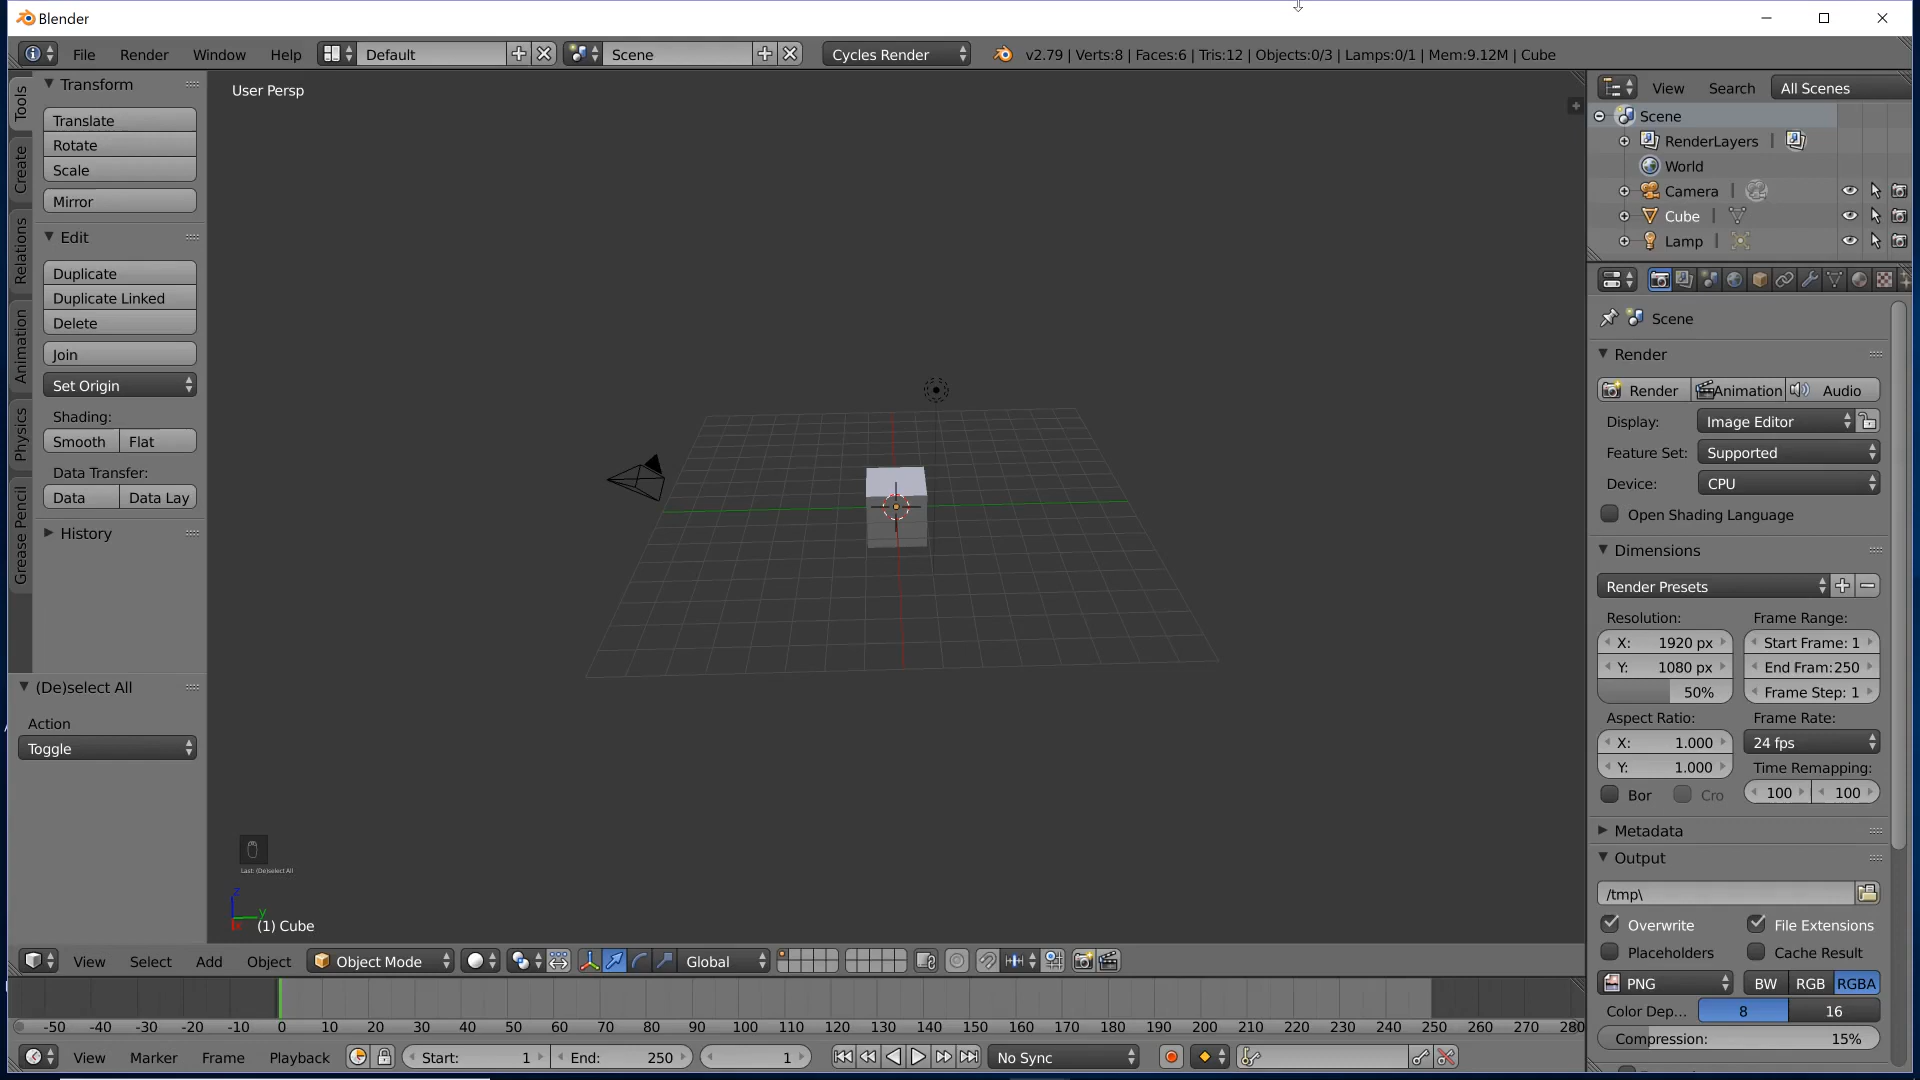 Blender
File Render Window Help Default Scene Cycles Render v2.79 | Verts:8 | Faces:6 | Tris:12 | Objects:0/3 | Lamps:0/1 | Mem:9.12M | Cube
Tools
Create
Relations
Animation
Physics
Grease Pencil
Transform
Translate
Rotate
Scale
Mirror
Edit
Duplicate
Duplicate Linked
Delete
Join
Set Origin
Shading:
Smooth Flat
Data Transfer:
Data Data Lay
History
(De)select All
Action
Toggle
User Persp
Last: (De)select All
z
y
x
(1) Cube
View Select Add Object Object Mode Global
-50 -40 -30 -20 -10 0 10 20 30 40 50 60 70 80 90 100 110 120 130 140 150 160 170 180 190 200 210 220 230 240 250 260 270 280
View Marker Frame Playback Start: 1 End: 250 1 No Sync
View Search All Scenes
Scene
RenderLayers |
World
Camera |
Cube |
Lamp |
Scene
Render
Render Animation Audio
Display: Image Editor
Feature Set: Supported
Device: CPU
Open Shading Language
Dimensions
Render Presets
Resolution: Frame Range:
X: 1920 px Start Frame: 1
Y: 1080 px End Fram:250
50% Frame Step: 1
Aspect Ratio: Frame Rate:
X: 1.000 24 fps
Y: 1.000 Time Remapping:
Bor Cro 100 100
Metadata
Output
/tmp\
Overwrite File Extensions
Placeholders Cache Result
PNG BW RGB RGBA
Color Dep... 8 16
Compression: 15%